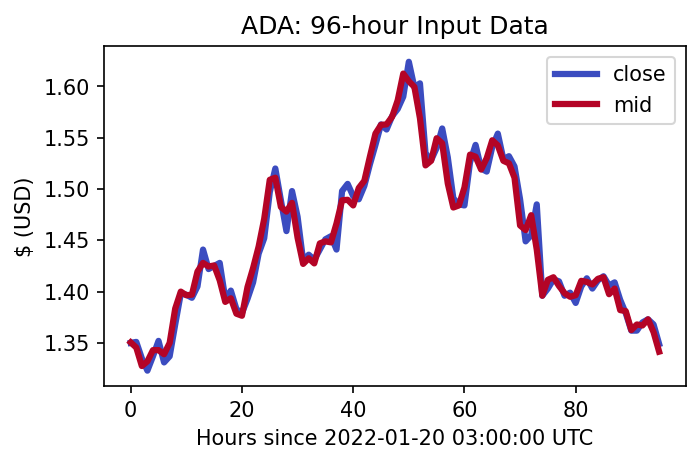 ADA: 96-hour Input Data
close
mid
$ (USD)
1.60
1.55
1.50
1.45
1.40
1.35
0 20 40 60 80
Hours since 2022-01-20 03:00:00 UTC